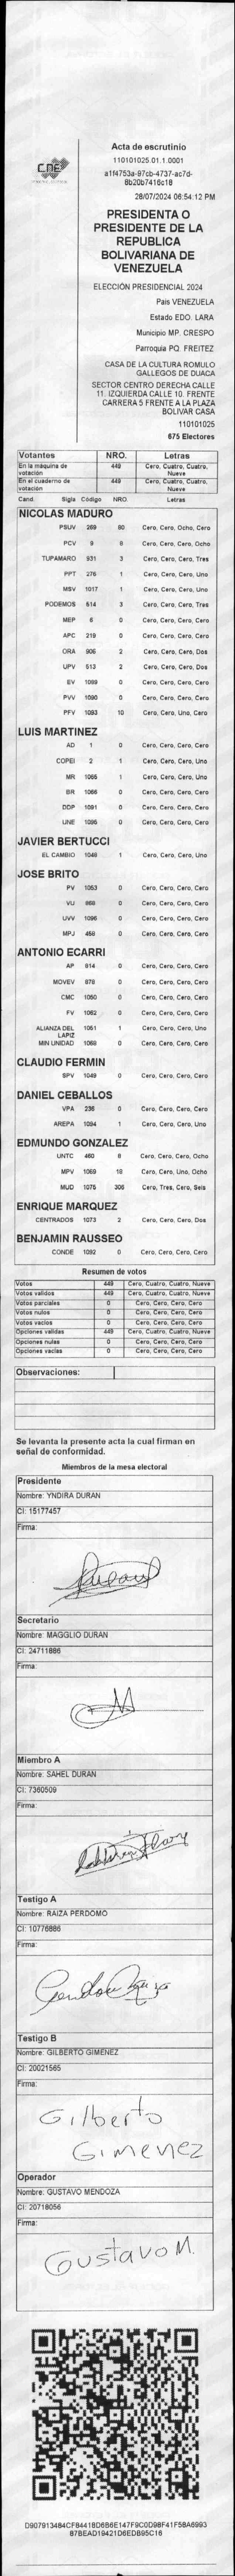 CNE
Acta de escrutinio
110101025.01.1.0001
a1f4753a-97cb-4737-ac7d-
8b20b7416c18
28/07/2024 06:54:12 PM
PRESIDENTA O
PRESIDENTE DE LA
REPUBLICA
BOLIVARIANA DE
VENEZUELA
ELECCIÓN PRESIDENCIAL 2024
País VENEZUELA
Estado EDO. LARA
Municipio MP. CRESPO
Parroquia PQ. FREITEZ
CASA DE LA CULTURA ROMULO
GALLEGOS DE DUACA
SECTOR CENTRO DERECHA CALLE
11. IZQUIERDA CALLE 10. FRENTE
CARRERA 5 FRENTE A LA PLAZA
BOLIVAR CASA
110101025
675 Electores
Votantes NRO. Letras
En la máquina de votación 449 Cero, Cuatro, Cuatro, Nueve
En el cuaderno de votación 449 Cero, Cuatro, Cuatro, Nueve
Cand. Sigla Código NRO. Letras
NICOLAS MADURO
PSUV 269 80 Cero, Cero, Ocho, Cero
PCV 9 8 Cero, Cero, Cero, Ocho
TUPAMARO 931 3 Cero, Cero, Cero, Tres
PPT 276 1 Cero, Cero, Cero, Uno
MSV 1017 1 Cero, Cero, Cero, Uno
PODEMOS 514 3 Cero, Cero, Cero, Tres
MEP 6 0 Cero, Cero, Cero, Cero
APC 219 0 Cero, Cero, Cero, Cero
ORA 906 2 Cero, Cero, Cero, Dos
UPV 513 2 Cero, Cero, Cero, Dos
EV 1099 0 Cero, Cero, Cero, Cero
PVV 1090 0 Cero, Cero, Cero, Cero
PFV 1093 10 Cero, Cero, Uno, Cero
LUIS MARTINEZ
AD 1 0 Cero, Cero, Cero, Cero
COPEI 2 1 Cero, Cero, Cero, Uno
MR 1065 1 Cero, Cero, Cero, Uno
BR 1066 0 Cero, Cero, Cero, Cero
DDP 1091 0 Cero, Cero, Cero, Cero
UNE 1095 0 Cero, Cero, Cero, Cero
JAVIER BERTUCCI
EL CAMBIO 1048 1 Cero, Cero, Cero, Uno
JOSE BRITO
PV 1053 0 Cero, Cero, Cero, Cero
VU 868 0 Cero, Cero, Cero, Cero
UVV 1096 0 Cero, Cero, Cero, Cero
MPJ 458 0 Cero, Cero, Cero, Cero
ANTONIO ECARRI
AP 814 0 Cero, Cero, Cero, Cero
MOVEV 878 0 Cero, Cero, Cero, Cero
CMC 1050 0 Cero, Cero, Cero, Cero
FV 1062 0 Cero, Cero, Cero, Cero
ALIANZA DEL LAPIZ 1051 1 Cero, Cero, Cero, Uno
MIN UNIDAD 1069 0 Cero, Cero, Cero, Cero
CLAUDIO FERMIN
SPV 1049 0 Cero, Cero, Cero, Cero
DANIEL CEBALLOS
VPA 236 0 Cero, Cero, Cero, Cero
AREPA 1094 1 Cero, Cero, Cero, Uno
EDMUNDO GONZALEZ
UNTC 460 8 Cero, Cero, Cero, Ocho
MPV 1069 18 Cero, Cero, Uno, Ocho
MUD 1075 306 Cero, Tres, Cero, Seis
ENRIQUE MARQUEZ
CENTRADOS 1073 2 Cero, Cero, Cero, Dos
BENJAMIN RAUSSEO
CONDE 1092 0 Cero, Cero, Cero, Cero
Resumen de votos
Votos 449 Cero, Cuatro, Cuatro, Nueve
Votos validos 449 Cero, Cuatro, Cuatro, Nueve
Votos parciales 0 Cero, Cero, Cero, Cero
Votos nulos 0 Cero, Cero, Cero, Cero
Votos vacios 0 Cero, Cero, Cero, Cero
Opciones validas 449 Cero, Cuatro, Cuatro, Nueve
Opciones nulas 0 Cero, Cero, Cero, Cero
Opciones vacias 0 Cero, Cero, Cero, Cero
Observaciones:
Se levanta la presente acta la cual firman en
señal de conformidad.
Miembros de la mesa electoral
Presidente
Nombre: YNDIRA DURAN
CI: 15177457
Firma:
Secretario
Nombre: MAGGLIO DURAN
CI: 24711886
Firma:
Miembro A
Nombre: SAHEL DURAN
CI: 7360509
Firma:
Testigo A
Nombre: RAIZA PERDOMO
CI: 10776886
Firma:
Testigo B
Nombre: GILBERTO GIMENEZ
CI: 20021565
Firma:
Gilberto
Gimenez
Operador
Nombre: GUSTAVO MENDOZA
CI: 20718056
Firma:
Gustavo M.
D907913484CFB4418D6B6E147F9C0D98F41F58A6993
87BEAD19421D6EDB95C16